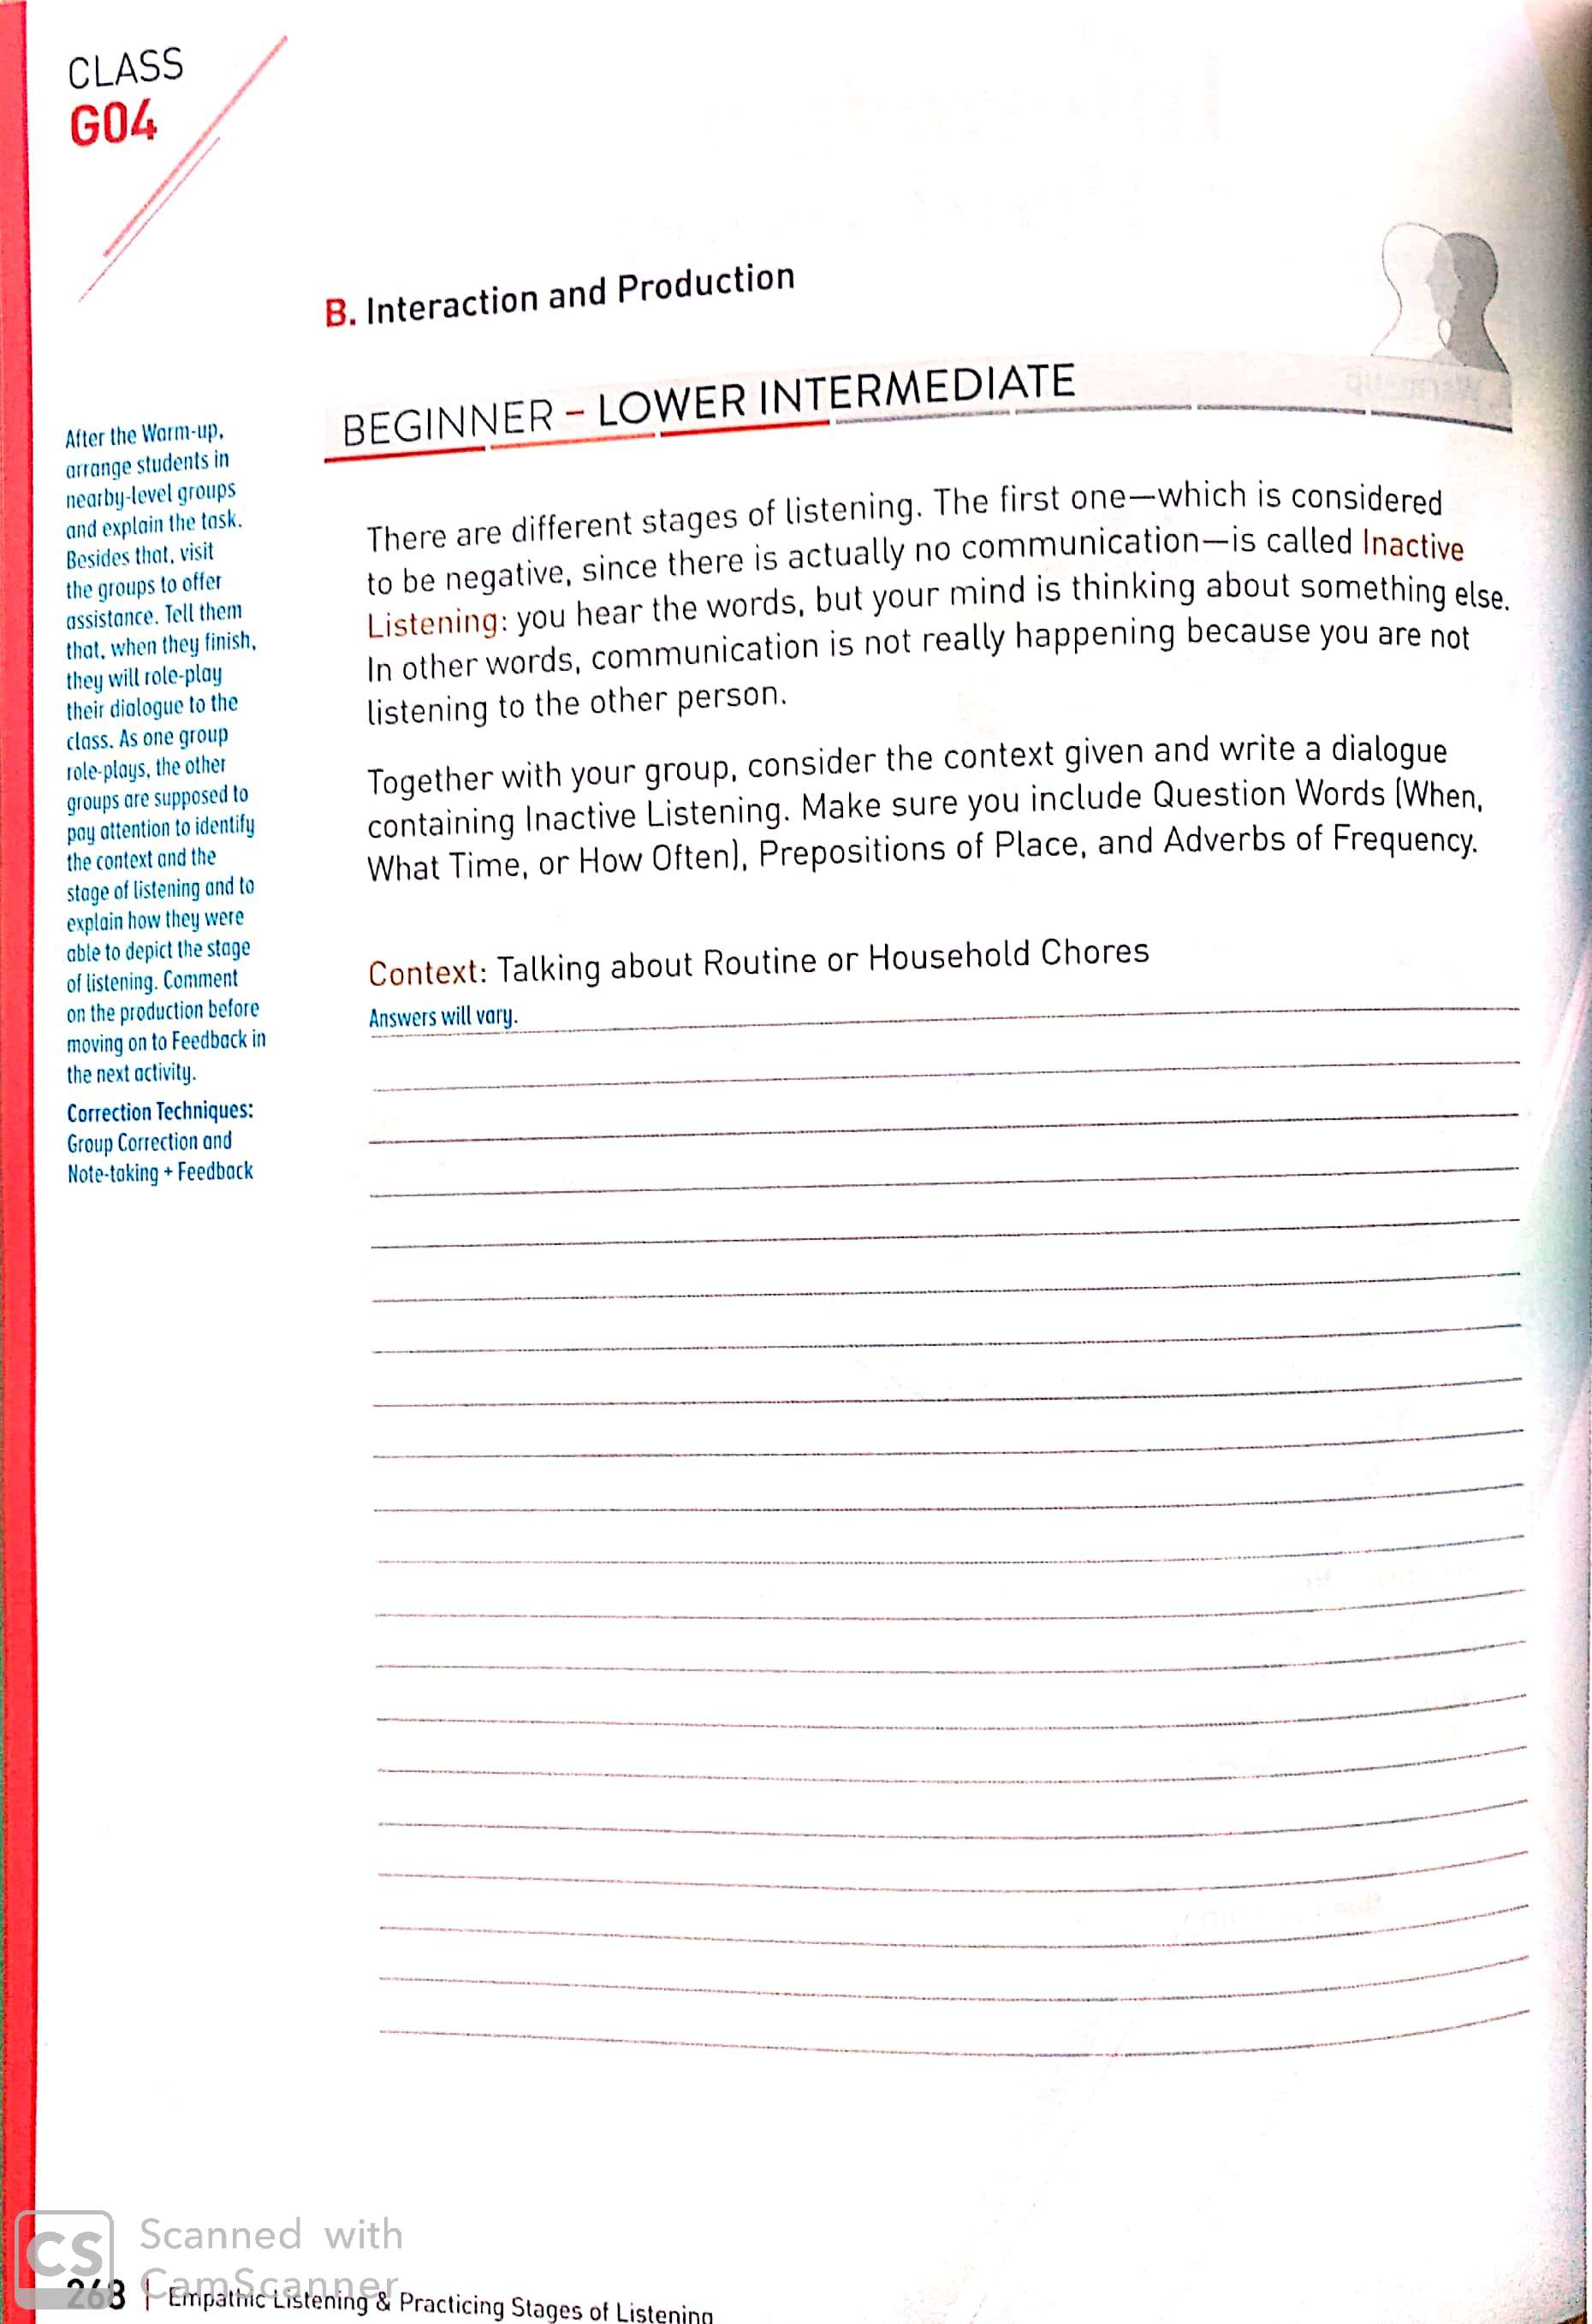 CLASS
G04
B. Interaction and Production
BEGINNER – LOWER INTERMEDIATE
After the Warm-up,
arrange students in
nearby-level groups
and explain the task.
Besides that, visit
the groups to offer
assistance. Tell them
that, when they finish,
they will role-play
their dialogue to the
class. As one group
role-plays, the other
groups are supposed to
pay attention to identify
the context and the
stage of listening and to
explain how they were
able to depict the stage
of listening. Comment
on the production before
moving on to Feedback in
the next activity.
Correction Techniques:
Group Correction and
Note-taking + Feedback
There are different stages of listening. The first one—which is considered
to be negative, since there is actually no communication—is called Inactive
Listening: you hear the words, but your mind is thinking about something else.
In other words, communication is not really happening because you are not
listening to the other person.
Together with your group, consider the context given and write a dialogue
containing Inactive Listening. Make sure you include Question Words (When,
What Time, or How Often), Prepositions of Place, and Adverbs of Frequency.
Context: Talking about Routine or Household Chores
Answers will vary.
CS
Scanned with
CamScanner
268 | Empathic Listening & Practicing Stages of Listening